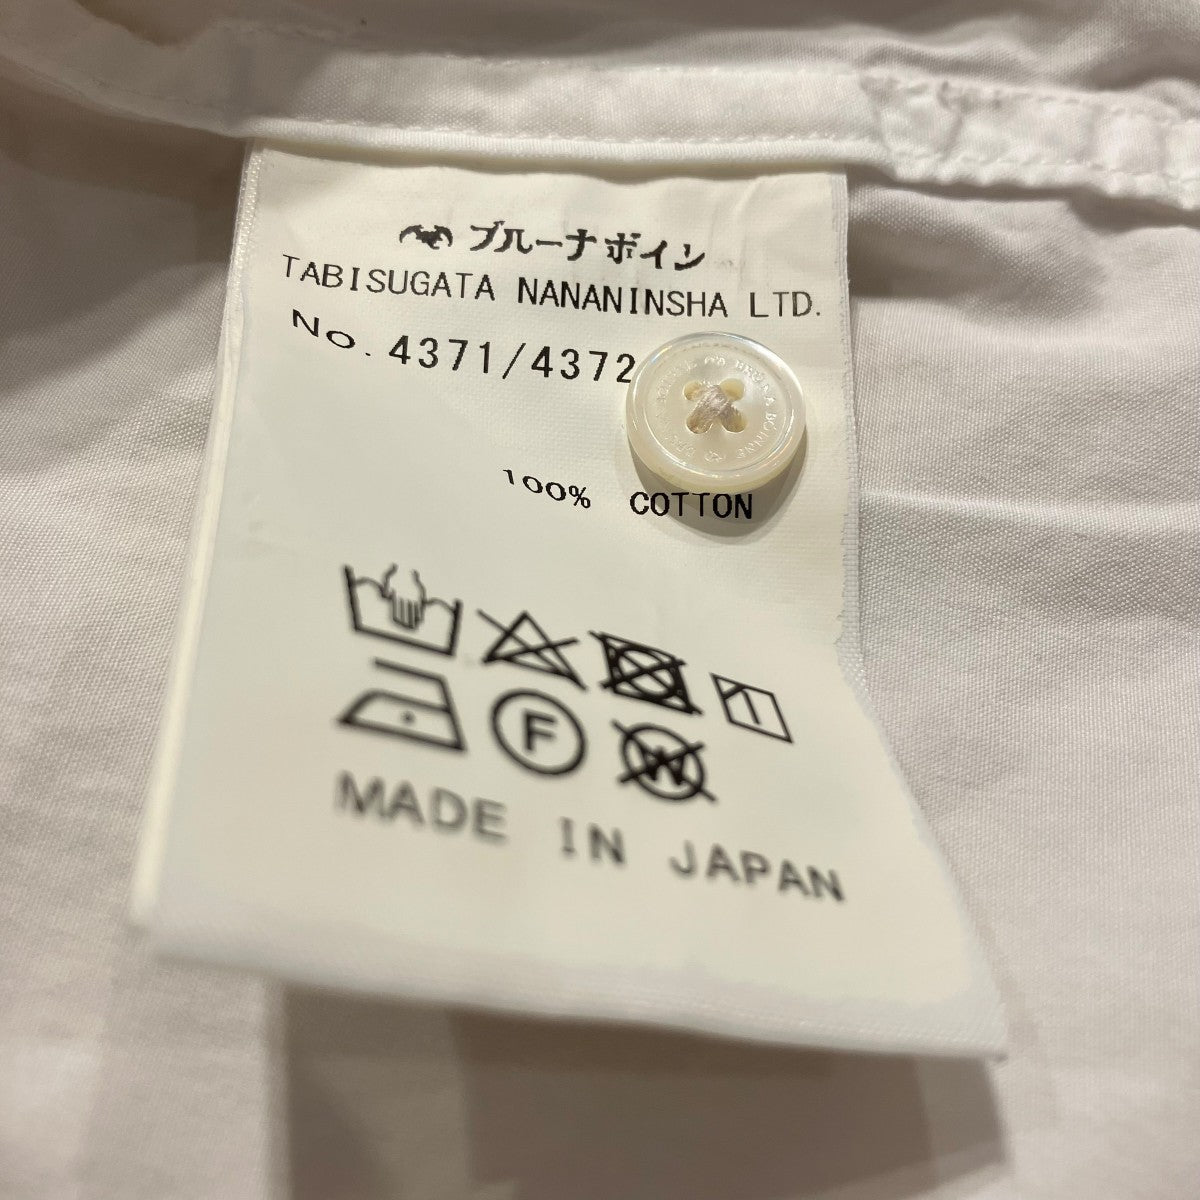 ブルーナボイン
TABISUGATA NANANINSHA LTD.
No. 4371/4372
100% COTTON
F
W
MADE IN JAPAN